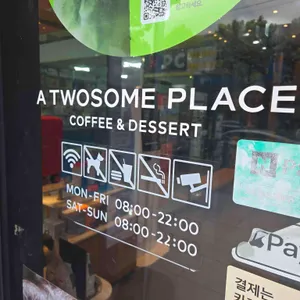 PC
A TWOSOME PLACE
COFFEE & DESSERT
MON-FRI 08:00-22:00
SAT-SUN 08:00-22:00
Pa
결제는